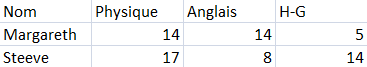 Nom Physique Anglais H-G
Margareth 14 14 5
Steeve 17 8 14